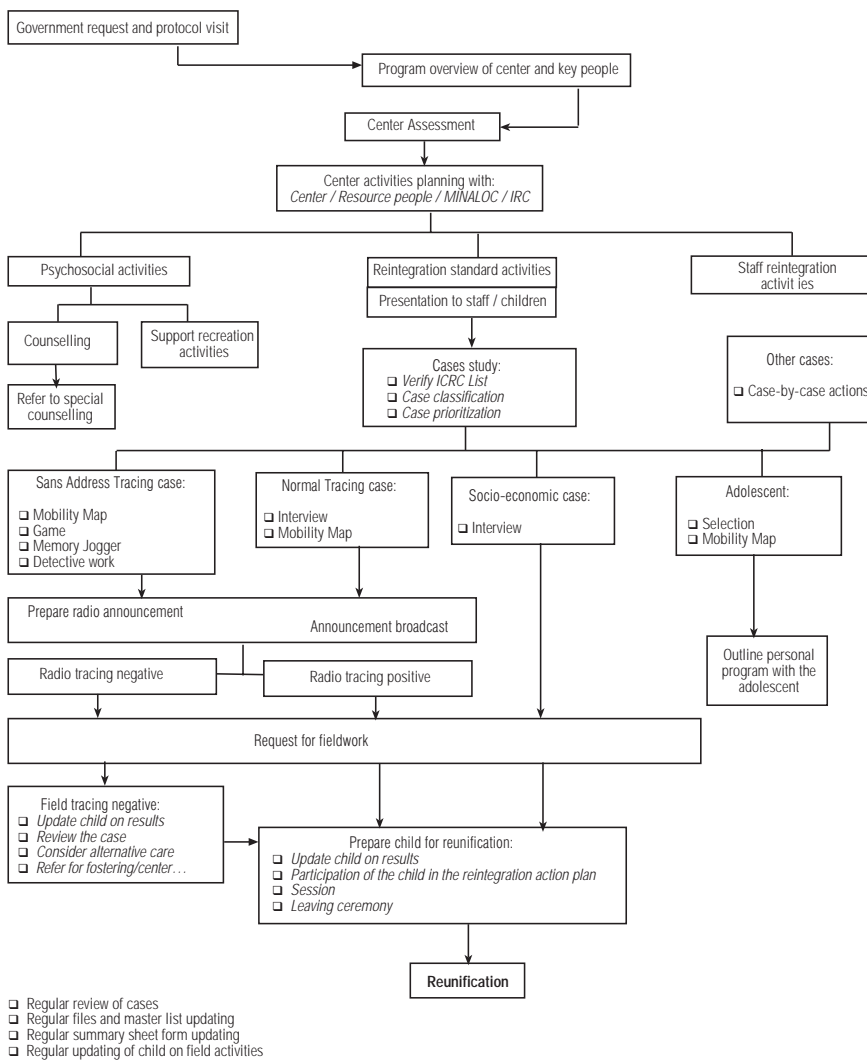 Government request and protocol visit
Program overview of center and key people
Center Assessment
Center activities planning with:
Center / Resource people / MINALOC / IRC
Psychosocial activities
Reintegration standard activities
Staff reintegration
activit ies
Presentation to staff / children
Counselling
Support recreation
activities
Refer to special
counselling
Cases study:
❑ Verify ICRC List
❑ Case classification
❑ Case prioritization
Other cases:
❑ Case-by-case actions
Sans Address Tracing case:
❑ Mobility Map
❑ Game
❑ Memory Jogger
❑ Detective work
Normal Tracing case:
❑ Interview
❑ Mobility Map
Socio-economic case:
❑ Interview
Adolescent:
❑ Selection
❑ Mobility Map
Prepare radio announcement
Announcement broadcast
Radio tracing negative
Radio tracing positive
Outline personal
program with the
adolescent
Request for fieldwork
Field tracing negative:
❑ Update child on results
❑ Review the case
❑ Consider alternative care
❑ Refer for fostering/center…
Prepare child for reunification:
❑ Update child on results
❑ Participation of the child in the reintegration action plan
❑ Session
❑ Leaving ceremony
Reunification
❑ Regular review of cases
❑ Regular files and master list updating
❑ Regular summary sheet form updating
❑ Regular updating of child on field activities